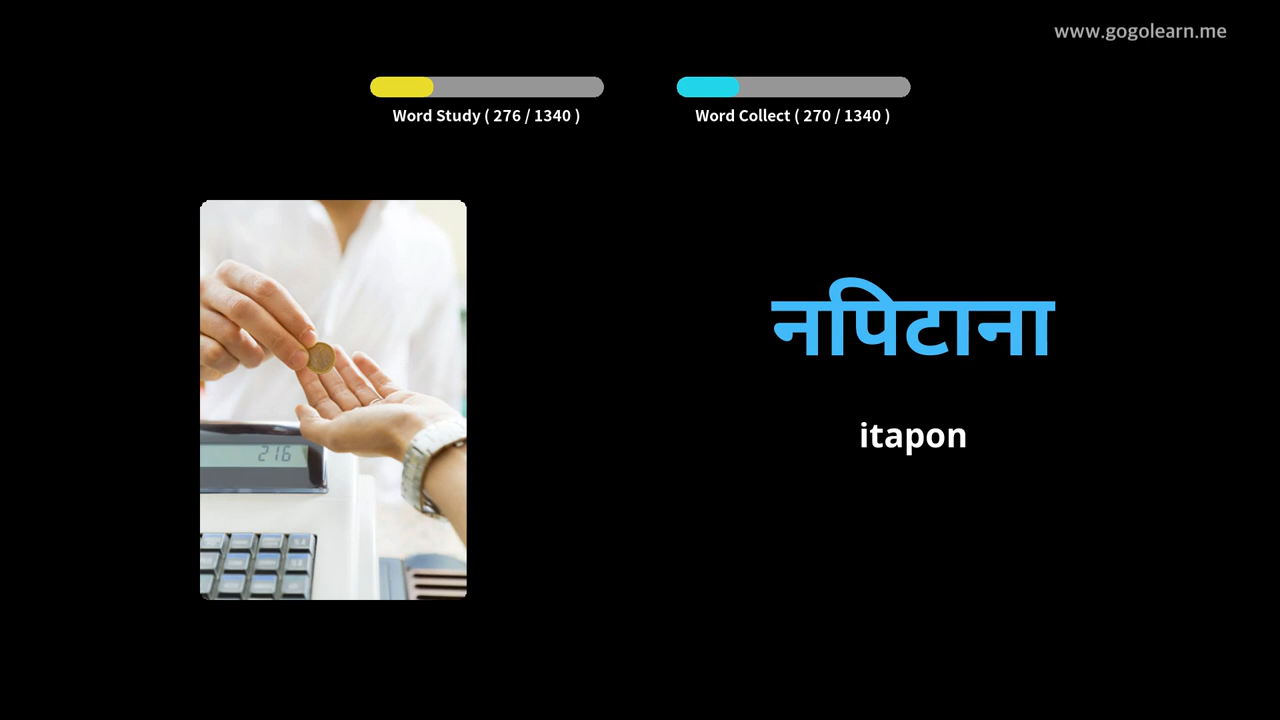 www.gogolearn.me
Word Study ( 276 / 1340 )
Word Collect ( 270 / 1340 )
नपिटाना
itapon
216